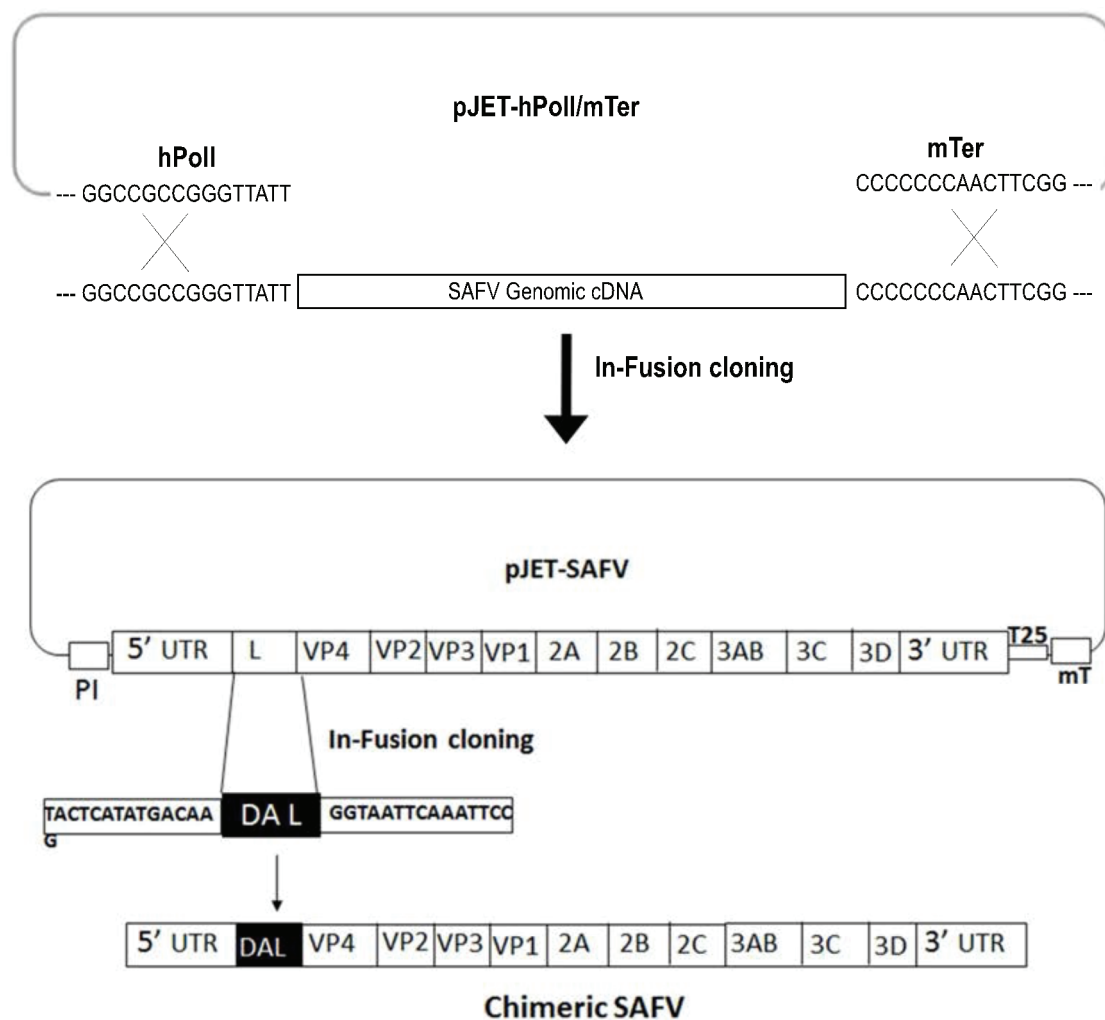 pJET-hPolI/mTer
hPolI
mTer
--- GGCCGCCGGGTTATT
CCCCCCCAACTTCGG ---
--- GGCCGCCGGGTTATT
SAFV Genomic cDNA
CCCCCCCAACTTCGG ---
In-Fusion cloning
pJET-SAFV
5' UTR L VP4 VP2 VP3 VP1 2A 2B 2C 3AB 3C 3D 3' UTR T25
PI
mT
In-Fusion cloning
TACTCATATGACAA
G
DA L
GGTAATTCAAATTCC
5' UTR DAL VP4 VP2 VP3 VP1 2A 2B 2C 3AB 3C 3D 3' UTR
Chimeric SAFV